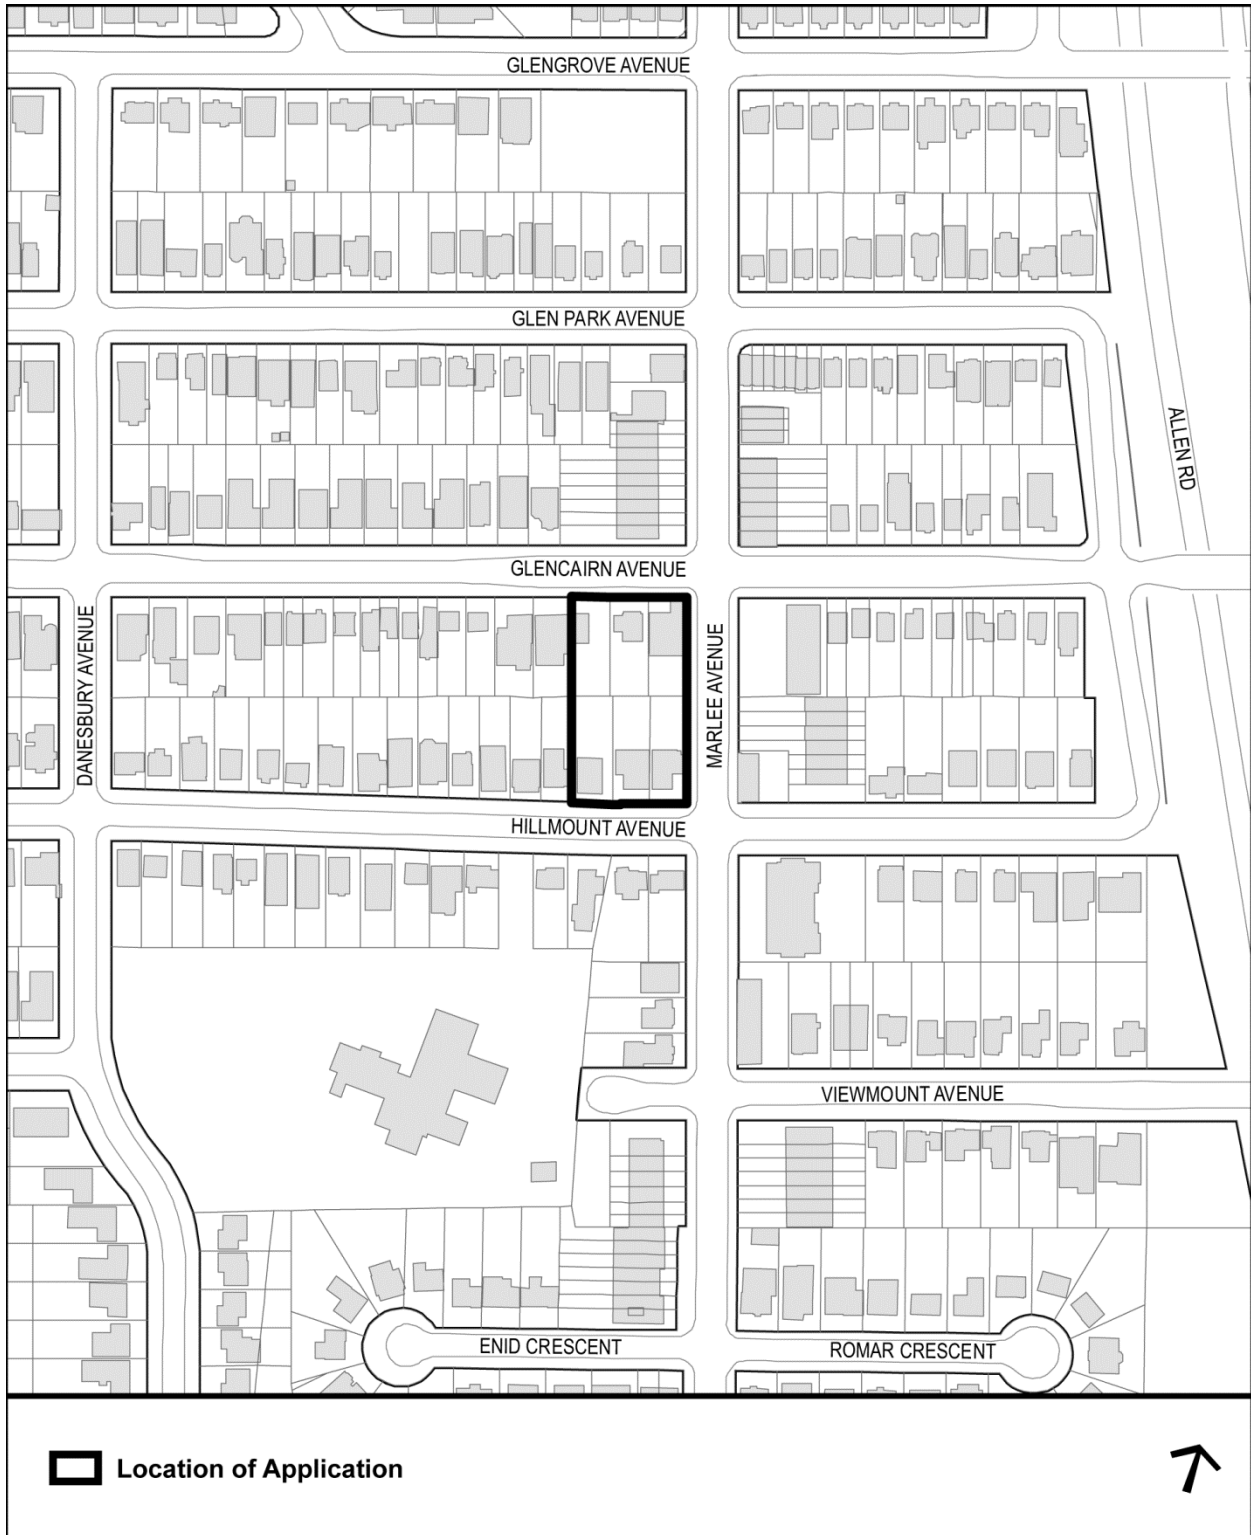 GLENGROVE AVENUE
GLEN PARK AVENUE
ALLEN RD
GLENCAIRN AVENUE
DANESBURY AVENUE
MARLEE AVENUE
HILLMOUNT AVENUE
VIEWMOUNT AVENUE
ENID CRESCENT
ROMAR CRESCENT
Location of Application